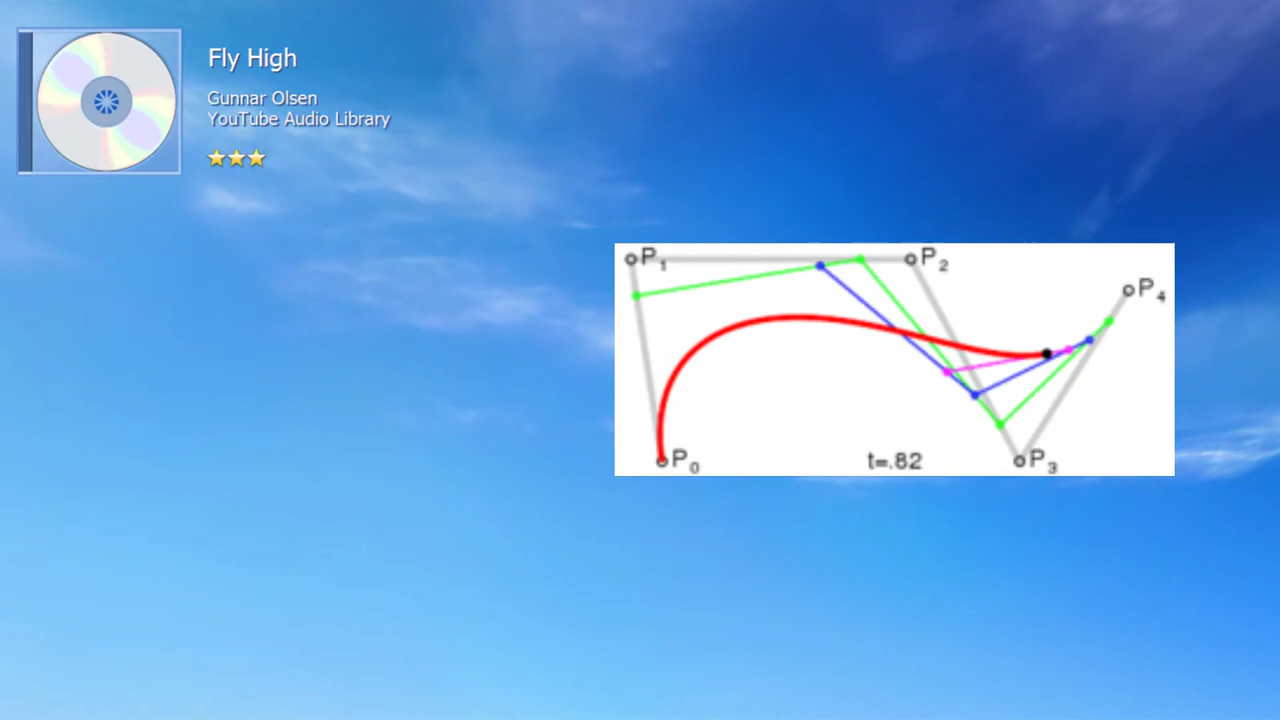 Fly High
Gunnar Olsen
YouTube Audio Library
P1
P2
P4
P0
t=.82
P3